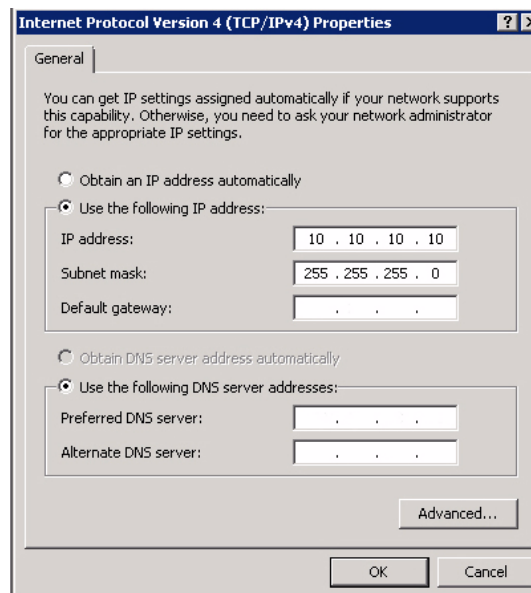 Internet Protocol Version 4 (TCP/IPv4) Properties
General
You can get IP settings assigned automatically if your network supports
this capability. Otherwise, you need to ask your network administrator
for the appropriate IP settings.
Obtain an IP address automatically
Use the following IP address:
IP address: 10 . 10 . 10 . 10
Subnet mask: 255 . 255 . 255 . 0
Default gateway: . . .
Obtain DNS server address automatically
Use the following DNS server addresses:
Preferred DNS server: . . .
Alternate DNS server: . . .
Advanced...
OK Cancel